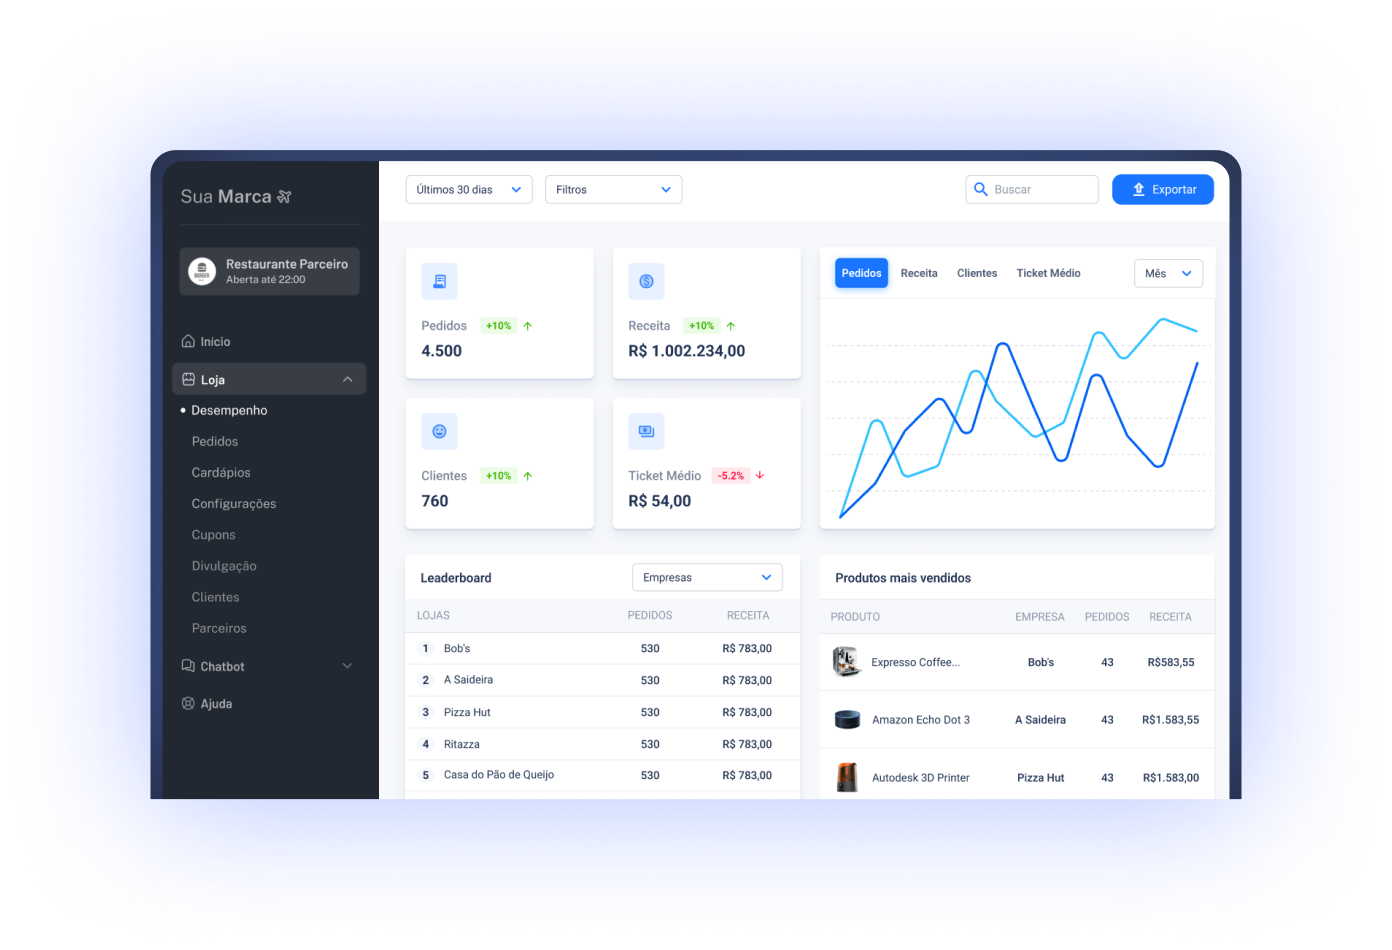 Sua Marca
Restaurante Parceiro
Aberta até 22:00
Início
Loja
Desempenho
Pedidos
Cardápios
Configurações
Cupons
Divulgação
Clientes
Parceiros
Chatbot
Ajuda
Últimos 30 dias
Filtros
Buscar
Exportar
Pedidos +10%
4.500
Receita +10%
R$ 1.002.234,00
Clientes +10%
760
Ticket Médio -5.2%
R$ 54,00
Pedidos Receita Clientes Ticket Médio Mês
Leaderboard Empresas
LOJAS PEDIDOS RECEITA
1 Bob's 530 R$ 783,00
2 A Saideira 530 R$ 783,00
3 Pizza Hut 530 R$ 783,00
4 Ritazza 530 R$ 783,00
5 Casa do Pão de Queijo 530 R$ 783,00
Produtos mais vendidos
PRODUTO EMPRESA PEDIDOS RECEITA
Expresso Coffee... Bob's 43 R$583,55
Amazon Echo Dot 3 A Saideira 43 R$1.583,55
Autodesk 3D Printer Pizza Hut 43 R$1.583,00